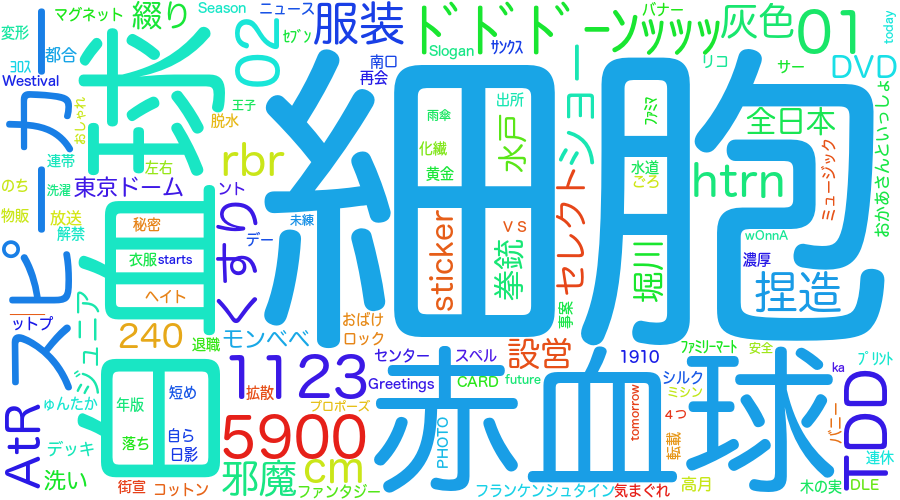 変形
マグネット
綴り
Season
ニュース
服装
ドドドーンッッッ
バナー
灰色
01
today
ヨロス
都合
02
セブン
Slogan
サンクス
南口
再会
リコ
サー
DVD
Westival
スピーカー
おしゃれ
球
王子
脱水
細胞
雨傘
出所
ファミマ
全日本
連帯
左右
rbr
化繊
水戸
ショー
水道
ミュージック
おかあさんといっしょ
のち
洗濯
東京ドーム
ント
黄金
セレクト
ごろ
htrn
物販
放送
血
秘密
くすり
未練
sticker
VS
wOnnA
解禁
衣服
starts
デー
拳銃
堀川
濃厚
捏造
ットプ
ジュニア
ヘイト
おばけ
事案
240
退職
モンベベ
ロック
設営
ファミリーマート
安全
AtR
白
1123
センター
スペル
1910
プリント
年版
短め
拡散
Greetings
CARD
future
シルク
ka
ゅんたか
プロポーズ
赤血球
ミシン
TDD
デッキ
落ち
自ら
5900
PHOTO
tomorrow
4つ
バニー
日影
転載
洗い
邪魔
cm
連休
街宣
コットン
ファンタジー
フランケンシュタイン
気まぐれ
高月
木の実
DLE